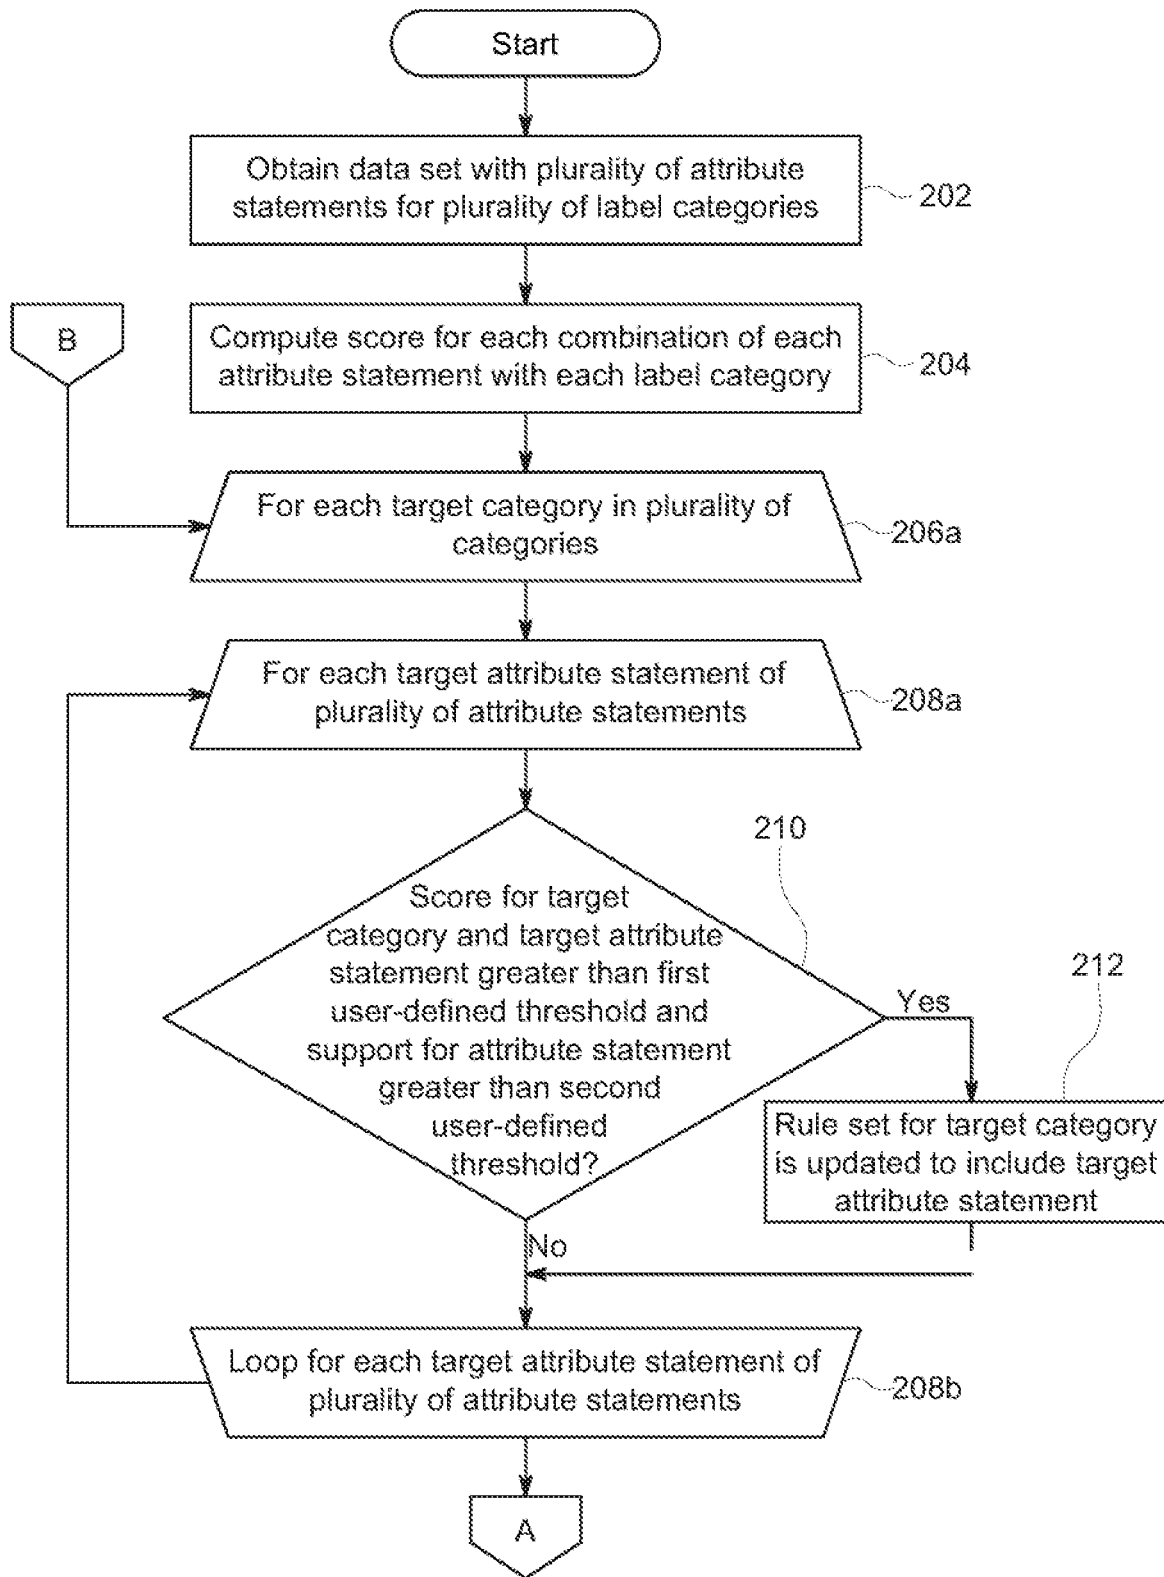 Start
Obtain data set with plurality of attribute
statements for plurality of label categories
202
B
Compute score for each combination of each
attribute statement with each label category
204
For each target category in plurality of
categories
206a
For each target attribute statement of
plurality of attribute statements
208a
210
Score for target
category and target attribute
statement greater than first
user-defined threshold and
support for attribute statement
greater than second
user-defined
threshold?
Yes
212
Rule set for target category
is updated to include target
attribute statement
No
Loop for each target attribute statement of
plurality of attribute statements
208b
A